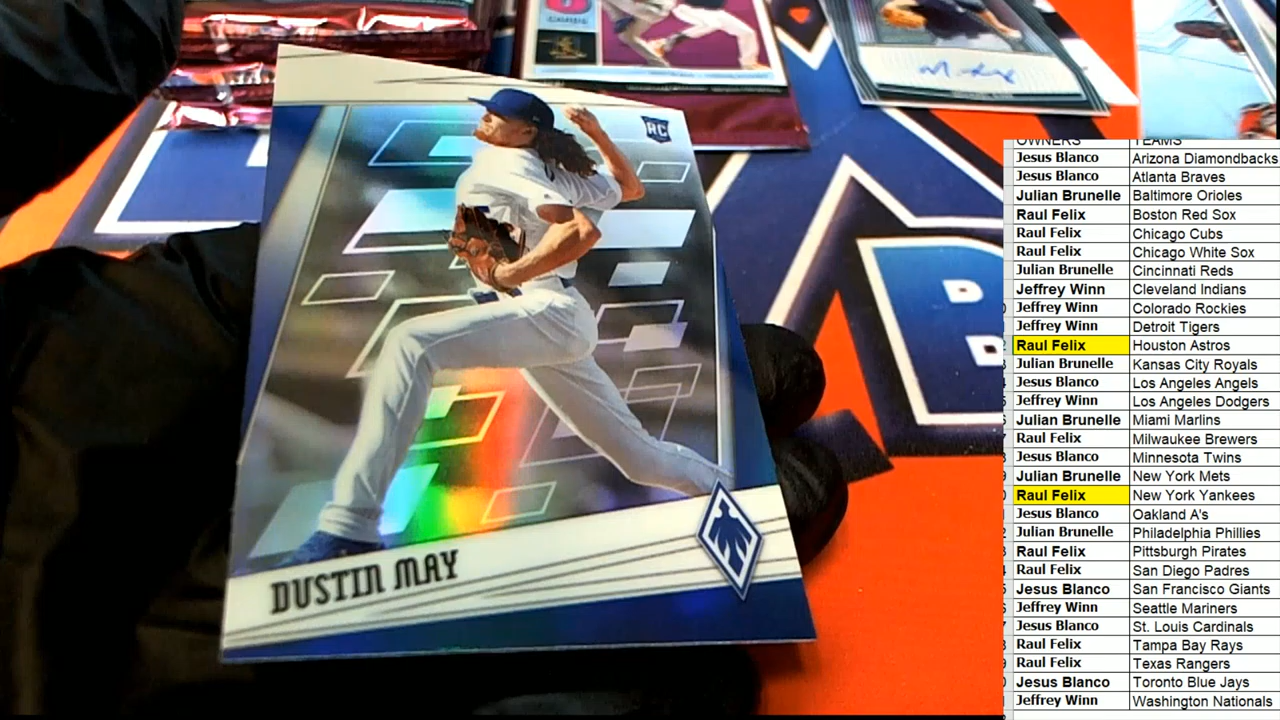 RC
DUSTIN MAY
OWNERS TEAMS
Jesus Blanco Arizona Diamondbacks
Jesus Blanco Atlanta Braves
Julian Brunelle Baltimore Orioles
Raul Felix Boston Red Sox
Raul Felix Chicago Cubs
Raul Felix Chicago White Sox
Julian Brunelle Cincinnati Reds
Jeffrey Winn Cleveland Indians
Jeffrey Winn Colorado Rockies
Jeffrey Winn Detroit Tigers
Raul Felix Houston Astros
Julian Brunelle Kansas City Royals
Jesus Blanco Los Angeles Angels
Jeffrey Winn Los Angeles Dodgers
Julian Brunelle Miami Marlins
Raul Felix Milwaukee Brewers
Jesus Blanco Minnesota Twins
Julian Brunelle New York Mets
Raul Felix New York Yankees
Jesus Blanco Oakland A's
Julian Brunelle Philadelphia Phillies
Raul Felix Pittsburgh Pirates
Raul Felix San Diego Padres
Jesus Blanco San Francisco Giants
Jeffrey Winn Seattle Mariners
Jesus Blanco St. Louis Cardinals
Raul Felix Tampa Bay Rays
Raul Felix Texas Rangers
Jesus Blanco Toronto Blue Jays
Jeffrey Winn Washington Nationals